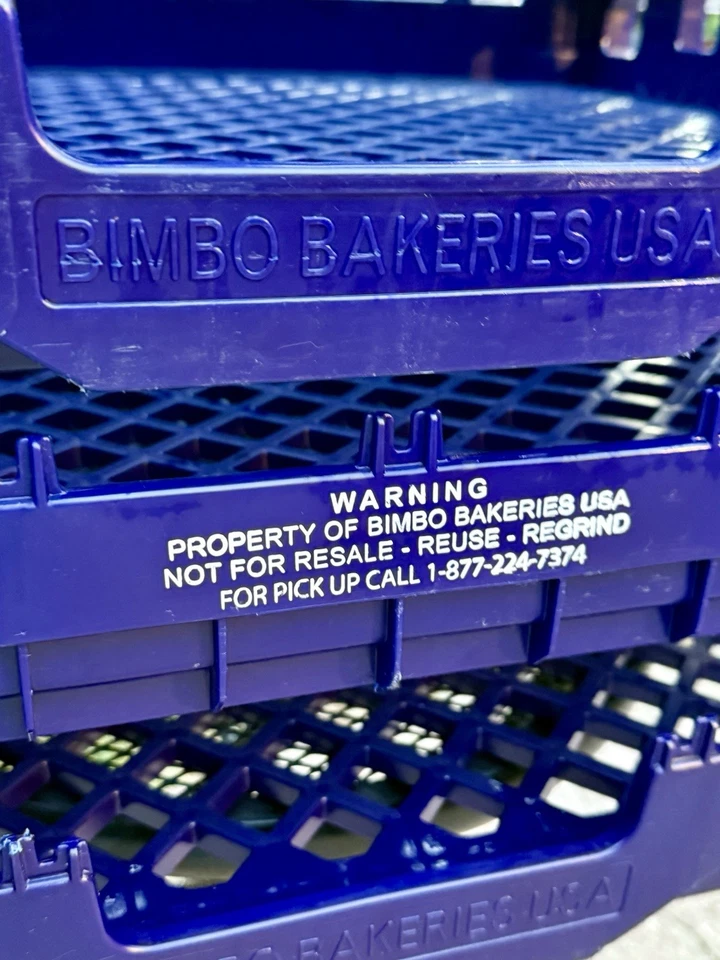 BIMBO BAKERIES USA
WARNING
PROPERTY OF BIMBO BAKERIES USA
NOT FOR RESALE - REUSE - REGRIND
FOR PICK UP CALL 1-877-224-7374
BAKERIES USA